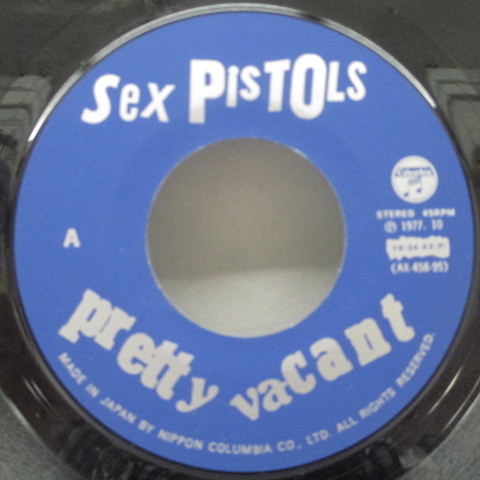 Sex PISTOLS
STEREO 45RPM
Ⓟ 1977. 10
(AX-458-95)
A
pretty vacant
MADE IN JAPAN BY NIPPON COLUMBIA CO., LTD. ALL RIGHTS RESERVED.